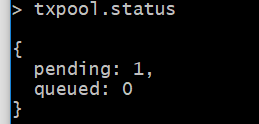 > txpool.status
{
  pending: 1,
  queued: 0
}